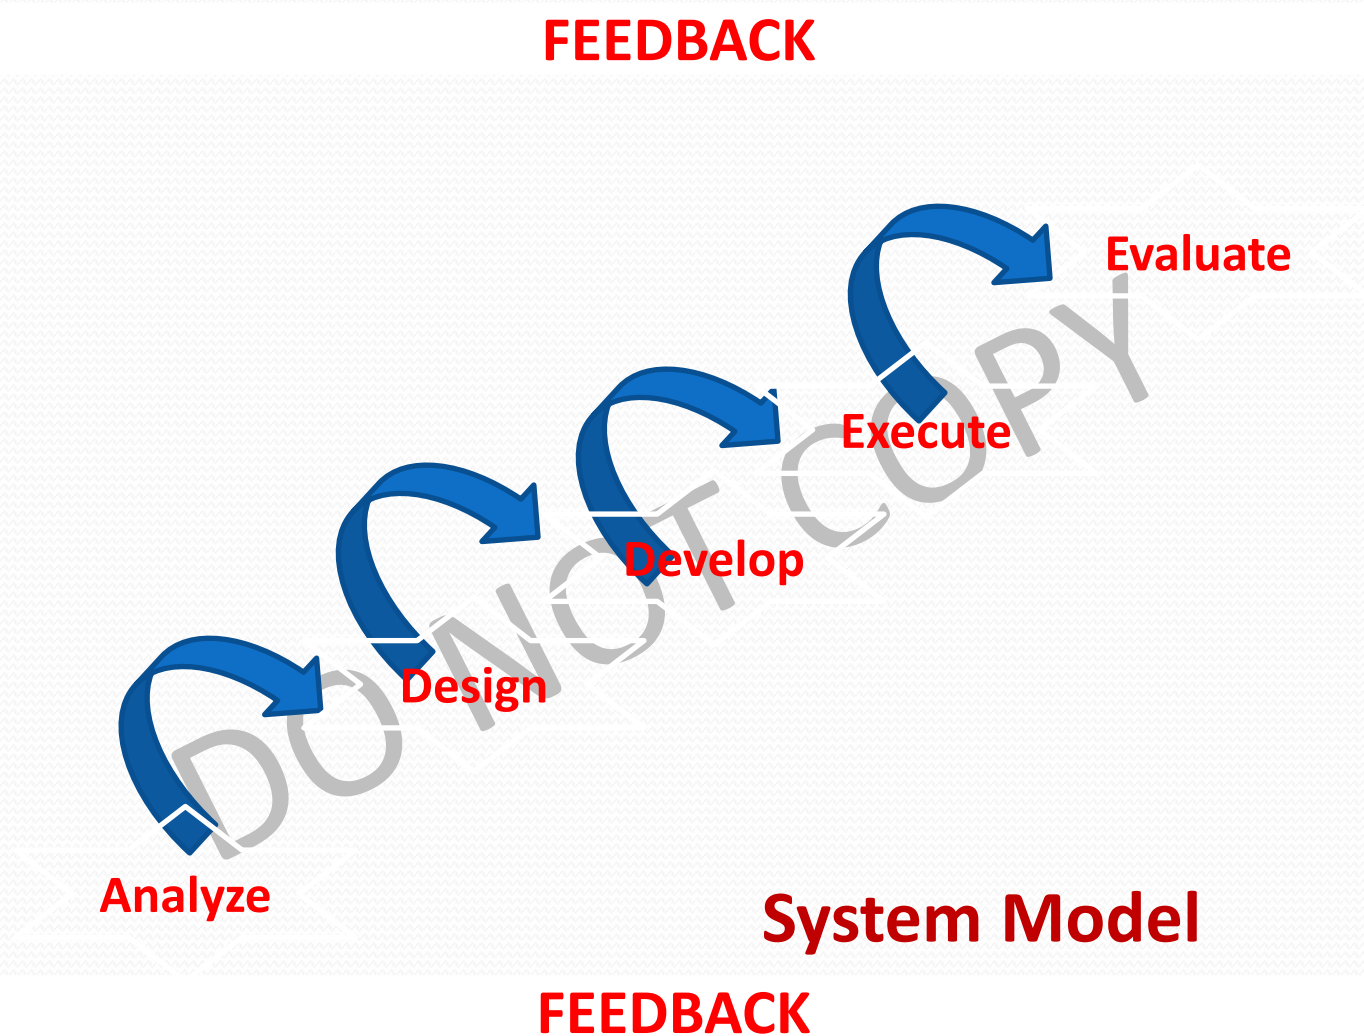 FEEDBACK
Evaluate
Execute
Develop
Design
Analyze
DO NOT COPY
System Model
FEEDBACK